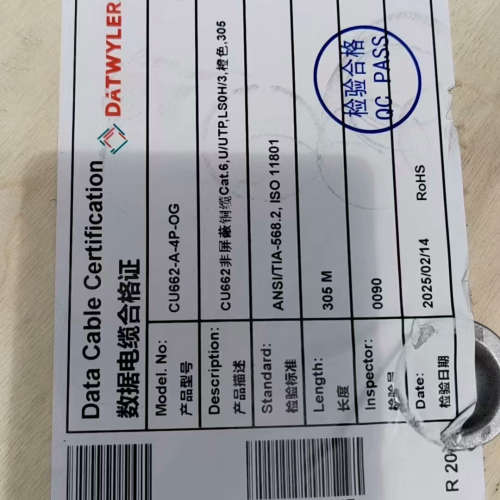 DÄTWYLER
Data Cable Certification
数据电缆合格证
Model. No: CU662-A-4P-OG
产品型号
Description: CU662非屏蔽铜缆Cat.6,U/UTP,LS0H/3,橙色,305
产品描述
Standard: ANSI/TIA-568.2, ISO 11801
检验标准
Length: 305 M
长度
Inspector: 0090
检验号
Date: 2025/02/14 RoHS
检验日期
检验合格
QC PASS
R 20